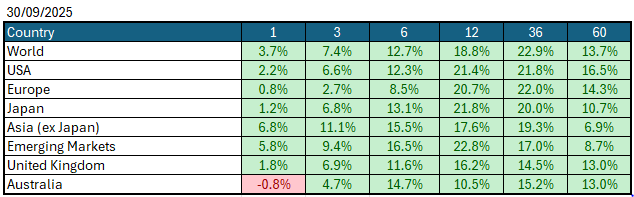 30/09/2025
Country 1 3 6 12 36 60
World 3.7% 7.4% 12.7% 18.8% 22.9% 13.7%
USA 2.2% 6.6% 12.3% 21.4% 21.8% 16.5%
Europe 0.8% 2.7% 8.5% 20.7% 22.0% 14.3%
Japan 1.2% 6.8% 13.1% 21.8% 20.0% 10.7%
Asia (ex Japan) 6.8% 11.1% 15.5% 17.6% 19.3% 6.9%
Emerging Markets 5.8% 9.4% 16.5% 22.8% 17.0% 8.7%
United Kingdom 1.8% 6.9% 11.6% 16.2% 14.5% 13.0%
Australia -0.8% 4.7% 14.7% 10.5% 15.2% 13.0%